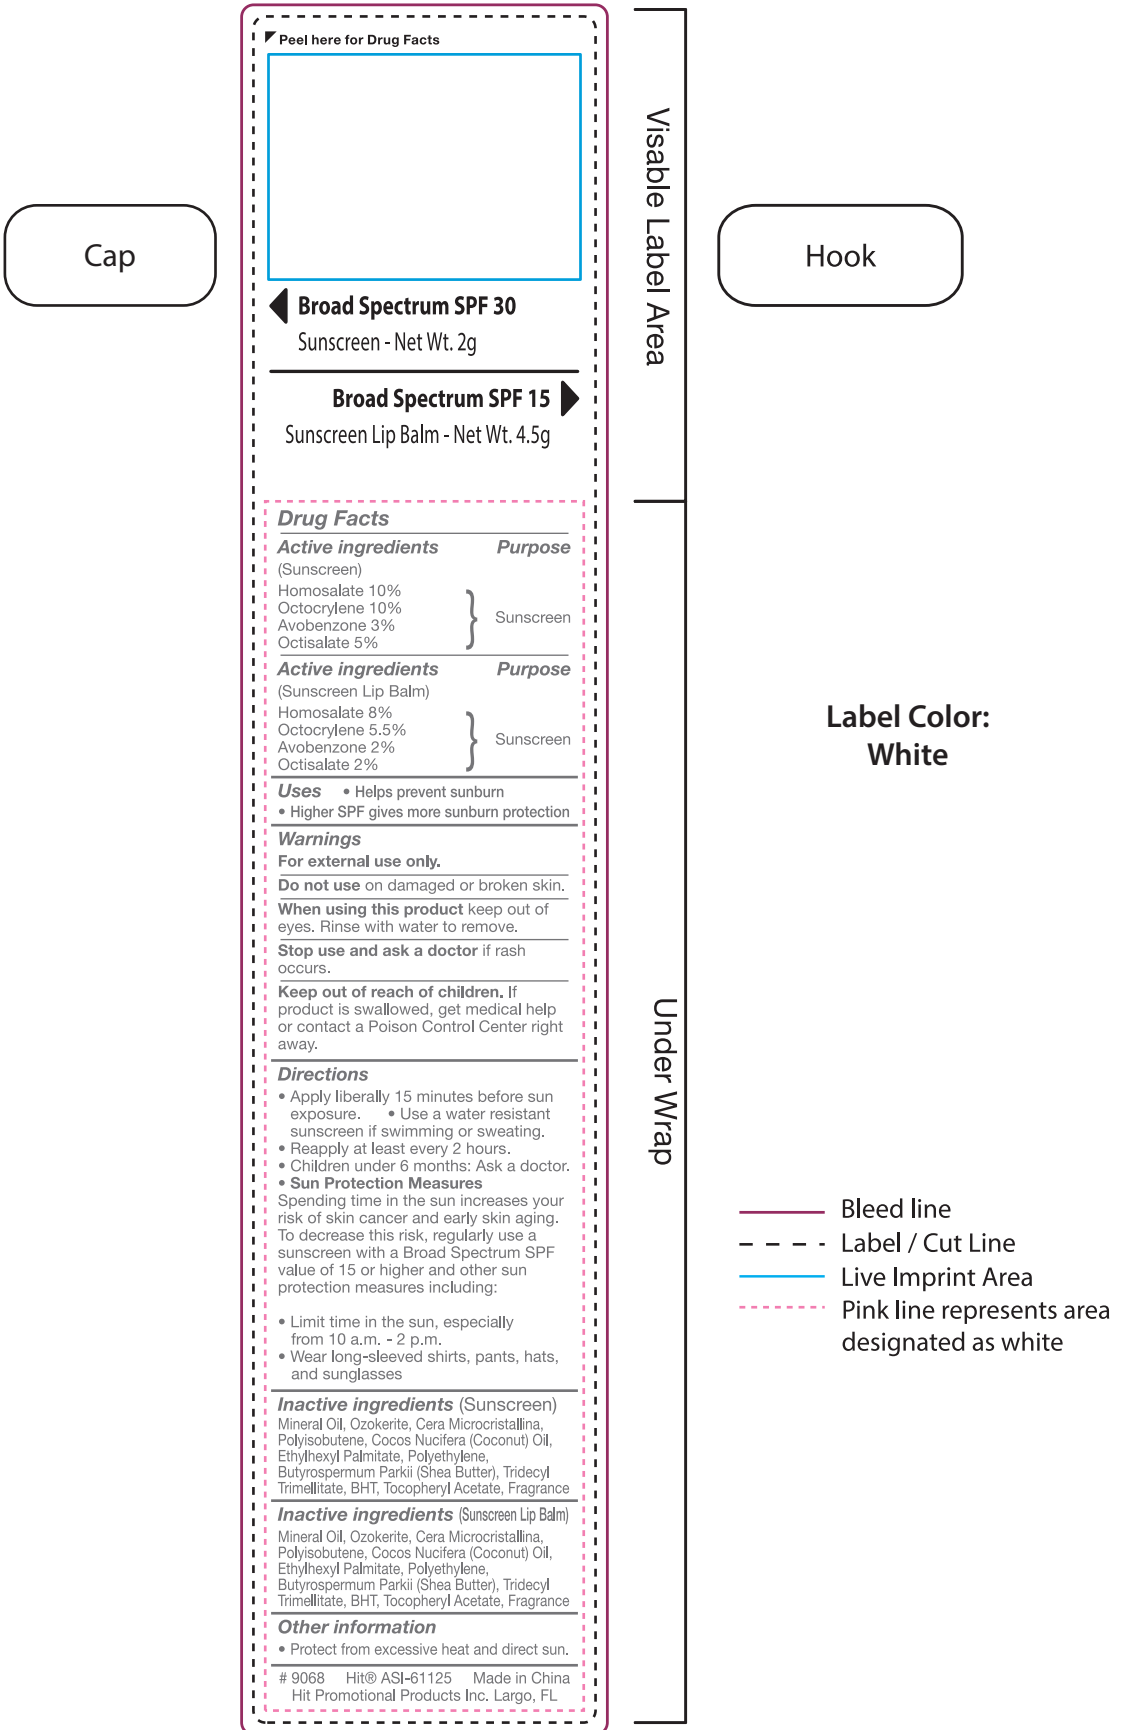 Peel here for Drug Facts
Cap
Hook
Visable Label Area
Broad Spectrum SPF 30
Sunscreen - Net Wt. 2g
Broad Spectrum SPF 15
Sunscreen Lip Balm - Net Wt. 4.5g
Drug Facts
Active ingredients Purpose
(Sunscreen)
Homosalate 10%
Octocrylene 10%
Avobenzone 3%
Octisalate 5%
} Sunscreen
Active ingredients Purpose
(Sunscreen Lip Balm)
Homosalate 8%
Octocrylene 5.5%
Avobenzone 2%
Octisalate 2%
} Sunscreen
Uses • Helps prevent sunburn
• Higher SPF gives more sunburn protection
Warnings
For external use only.
Do not use on damaged or broken skin.
When using this product keep out of
eyes. Rinse with water to remove.
Stop use and ask a doctor if rash
occurs.
Keep out of reach of children. If
product is swallowed, get medical help
or contact a Poison Control Center right
away.
Directions
• Apply liberally 15 minutes before sun
exposure. • Use a water resistant
sunscreen if swimming or sweating.
• Reapply at least every 2 hours.
• Children under 6 months: Ask a doctor.
• Sun Protection Measures
Spending time in the sun increases your
risk of skin cancer and early skin aging.
To decrease this risk, regularly use a
sunscreen with a Broad Spectrum SPF
value of 15 or higher and other sun
protection measures including:
• Limit time in the sun, especially
from 10 a.m. - 2 p.m.
• Wear long-sleeved shirts, pants, hats,
and sunglasses
Inactive ingredients (Sunscreen)
Mineral Oil, Ozokerite, Cera Microcristallina,
Polyisobutene, Cocos Nucifera (Coconut) Oil,
Ethylhexyl Palmitate, Polyethylene,
Butyrospermum Parkii (Shea Butter), Tridecyl
Trimellitate, BHT, Tocopheryl Acetate, Fragrance
Inactive ingredients (Sunscreen Lip Balm)
Mineral Oil, Ozokerite, Cera Microcristallina,
Polyisobutene, Cocos Nucifera (Coconut) Oil,
Ethylhexyl Palmitate, Polyethylene,
Butyrospermum Parkii (Shea Butter), Tridecyl
Trimellitate, BHT, Tocopheryl Acetate, Fragrance
Other information
• Protect from excessive heat and direct sun.
# 9068 Hit® ASI-61125 Made in China
Hit Promotional Products Inc. Largo, FL
Under Wrap
Label Color:
White
Bleed line
Label / Cut Line
Live Imprint Area
Pink line represents area
designated as white